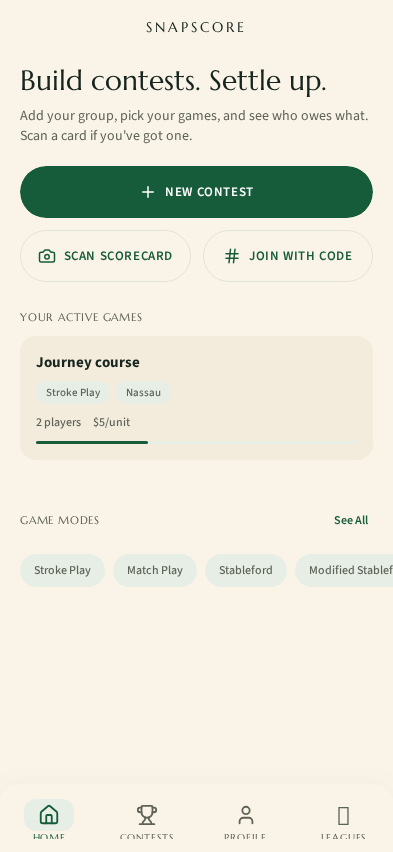 SNAPSCORE
Build contests. Settle up.
Add your group, pick your games, and see who owes what.
Scan a card if you've got one.
NEW CONTEST
SCAN SCORECARD
JOIN WITH CODE
YOUR ACTIVE GAMES
Journey course
Stroke Play Nassau
2 players $5/unit
GAME MODES See All
Stroke Play Match Play Stableford Modified Stablef
HOME CONTESTS PROFILE LEAGUES